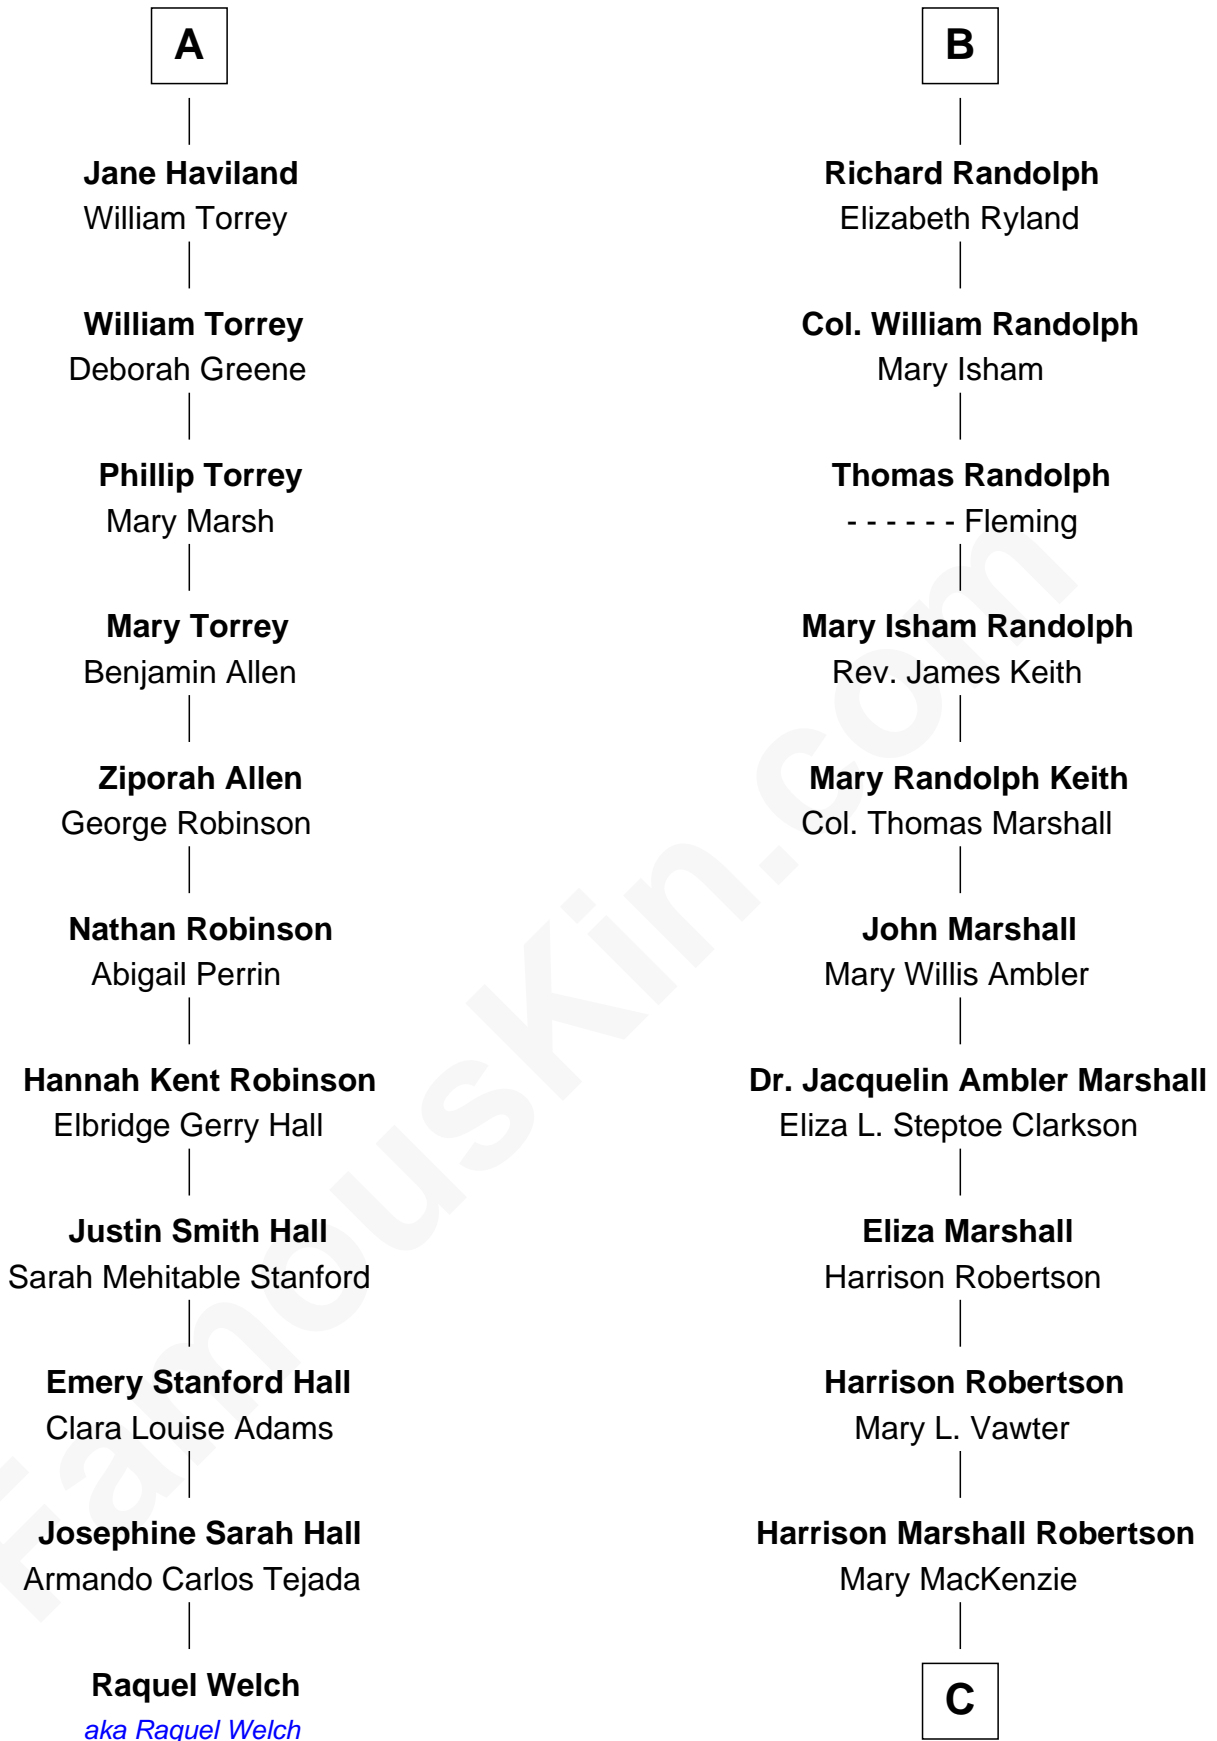 A
Jane Haviland
William Torrey
William Torrey
Deborah Greene
Phillip Torrey
Mary Marsh
Mary Torrey
Benjamin Allen
Ziporah Allen
George Robinson
Nathan Robinson
Abigail Perrin
Hannah Kent Robinson
Elbridge Gerry Hall
Justin Smith Hall
Sarah Mehitable Stanford
Emery Stanford Hall
Clara Louise Adams
Josephine Sarah Hall
Armando Carlos Tejada
Raquel Welch
aka Raquel Welch
B
Richard Randolph
Elizabeth Ryland
Col. William Randolph
Mary Isham
Thomas Randolph
- - - - - - Fleming
Mary Isham Randolph
Rev. James Keith
Mary Randolph Keith
Col. Thomas Marshall
John Marshall
Mary Willis Ambler
Dr. Jacquelin Ambler Marshall
Eliza L. Steptoe Clarkson
Eliza Marshall
Harrison Robertson
Harrison Robertson
Mary L. Vawter
Harrison Marshall Robertson
Mary MacKenzie
C
FamousKin.com